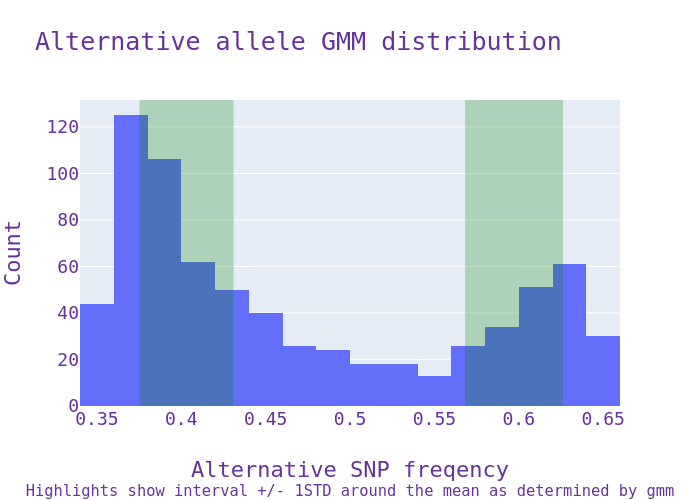 Alternative allele GMM distribution
Count
120
100
80
60
40
20
0
0.35 0.4 0.45 0.5 0.55 0.6 0.65
Alternative SNP freqency
Highlights show interval +/- 1STD around the mean as determined by gmm